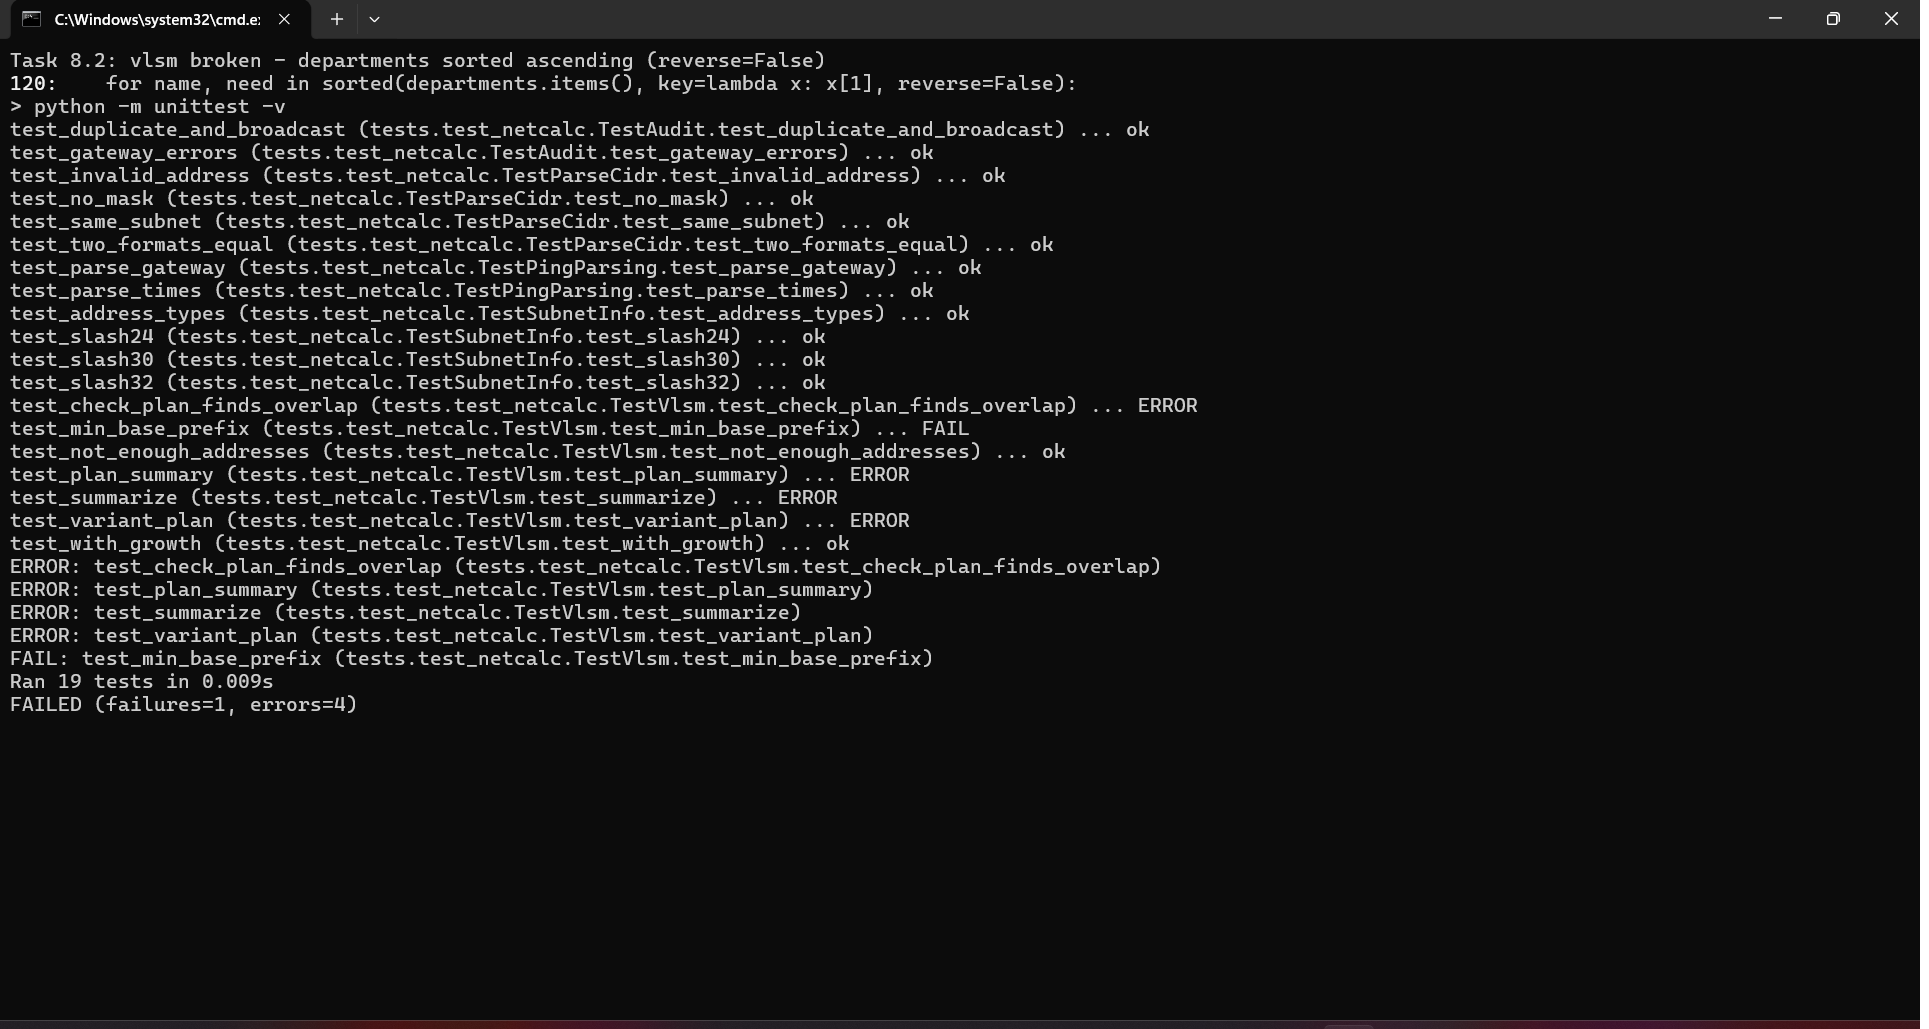 C:\Windows\system32\cmd.e
Task 8.2: vlsm broken - departments sorted ascending (reverse=False)
120:    for name, need in sorted(departments.items(), key=lambda x: x[1], reverse=False):
> python -m unittest -v
test_duplicate_and_broadcast (tests.test_netcalc.TestAudit.test_duplicate_and_broadcast) ... ok
test_gateway_errors (tests.test_netcalc.TestAudit.test_gateway_errors) ... ok
test_invalid_address (tests.test_netcalc.TestParseCidr.test_invalid_address) ... ok
test_no_mask (tests.test_netcalc.TestParseCidr.test_no_mask) ... ok
test_same_subnet (tests.test_netcalc.TestParseCidr.test_same_subnet) ... ok
test_two_formats_equal (tests.test_netcalc.TestParseCidr.test_two_formats_equal) ... ok
test_parse_gateway (tests.test_netcalc.TestPingParsing.test_parse_gateway) ... ok
test_parse_times (tests.test_netcalc.TestPingParsing.test_parse_times) ... ok
test_address_types (tests.test_netcalc.TestSubnetInfo.test_address_types) ... ok
test_slash24 (tests.test_netcalc.TestSubnetInfo.test_slash24) ... ok
test_slash30 (tests.test_netcalc.TestSubnetInfo.test_slash30) ... ok
test_slash32 (tests.test_netcalc.TestSubnetInfo.test_slash32) ... ok
test_check_plan_finds_overlap (tests.test_netcalc.TestVlsm.test_check_plan_finds_overlap) ... ERROR
test_min_base_prefix (tests.test_netcalc.TestVlsm.test_min_base_prefix) ... FAIL
test_not_enough_addresses (tests.test_netcalc.TestVlsm.test_not_enough_addresses) ... ok
test_plan_summary (tests.test_netcalc.TestVlsm.test_plan_summary) ... ERROR
test_summarize (tests.test_netcalc.TestVlsm.test_summarize) ... ERROR
test_variant_plan (tests.test_netcalc.TestVlsm.test_variant_plan) ... ERROR
test_with_growth (tests.test_netcalc.TestVlsm.test_with_growth) ... ok
ERROR: test_check_plan_finds_overlap (tests.test_netcalc.TestVlsm.test_check_plan_finds_overlap)
ERROR: test_plan_summary (tests.test_netcalc.TestVlsm.test_plan_summary)
ERROR: test_summarize (tests.test_netcalc.TestVlsm.test_summarize)
ERROR: test_variant_plan (tests.test_netcalc.TestVlsm.test_variant_plan)
FAIL: test_min_base_prefix (tests.test_netcalc.TestVlsm.test_min_base_prefix)
Ran 19 tests in 0.009s
FAILED (failures=1, errors=4)